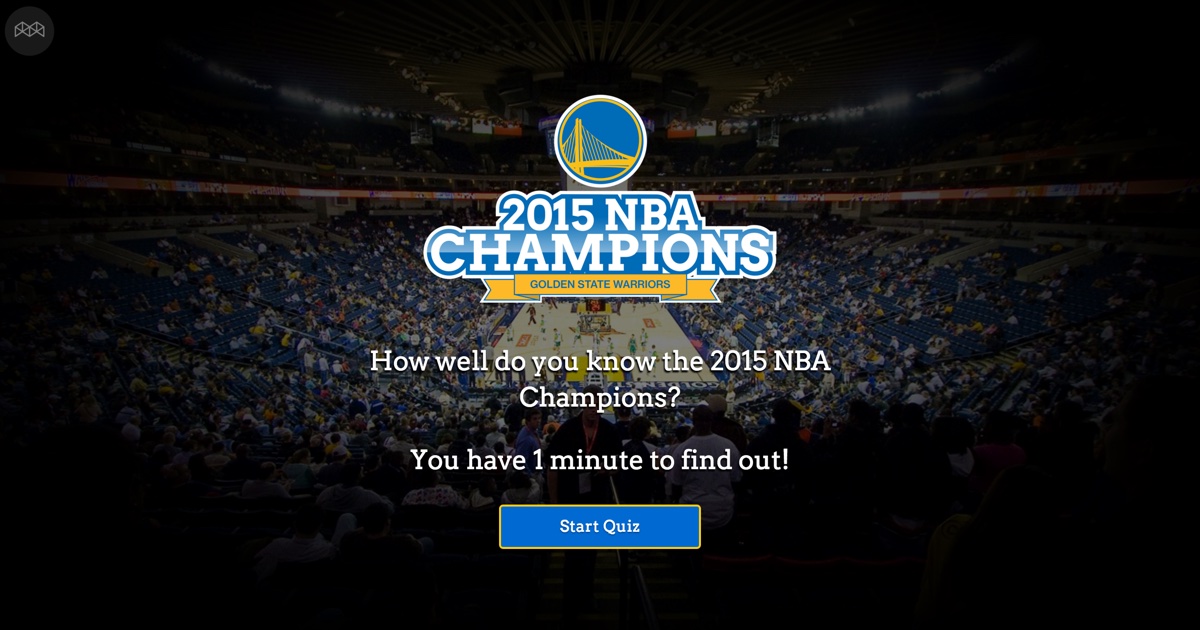 2015 NBA
CHAMPIONS
GOLDEN STATE WARRIORS
How well do you know the 2015 NBA
Champions?
You have 1 minute to find out!
Start Quiz